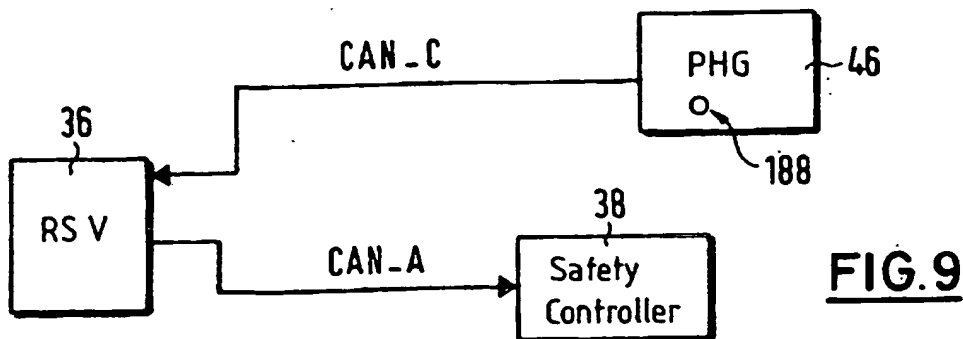 CAN_C
PHG
46
188
36
RS V
CAN_A
38
Safety
Controller
FIG.9